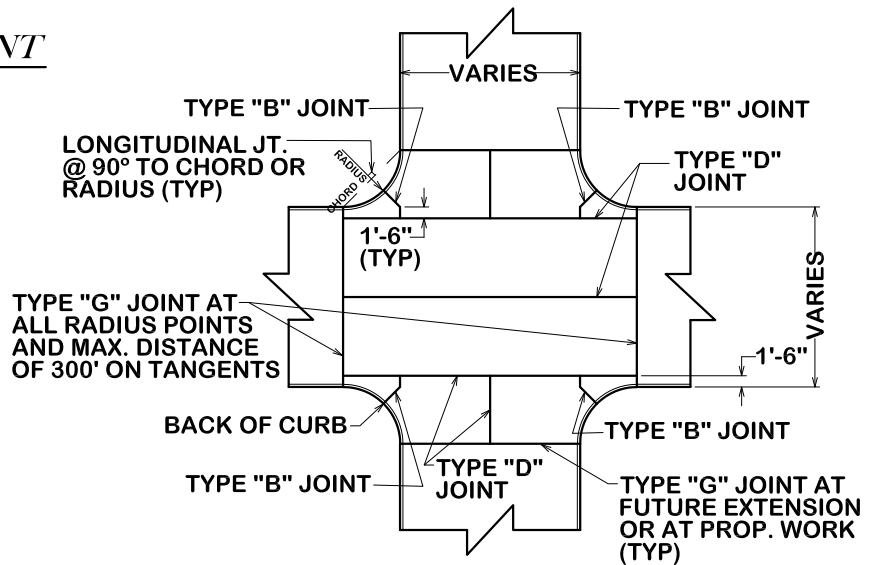 VARIES
TYPE "B" JOINT
TYPE "B" JOINT
LONGITUDINAL JT.
@ 90° TO CHORD OR
RADIUS (TYP)
RADIUS
CHORD
TYPE "D"
JOINT
1'-6"
(TYP)
VARIES
TYPE "G" JOINT AT
ALL RADIUS POINTS
AND MAX. DISTANCE
OF 300' ON TANGENTS
1'-6"
BACK OF CURB
TYPE "B" JOINT
TYPE "B" JOINT
TYPE "D"
JOINT
TYPE "G" JOINT AT
FUTURE EXTENSION
OR AT PROP. WORK
(TYP)